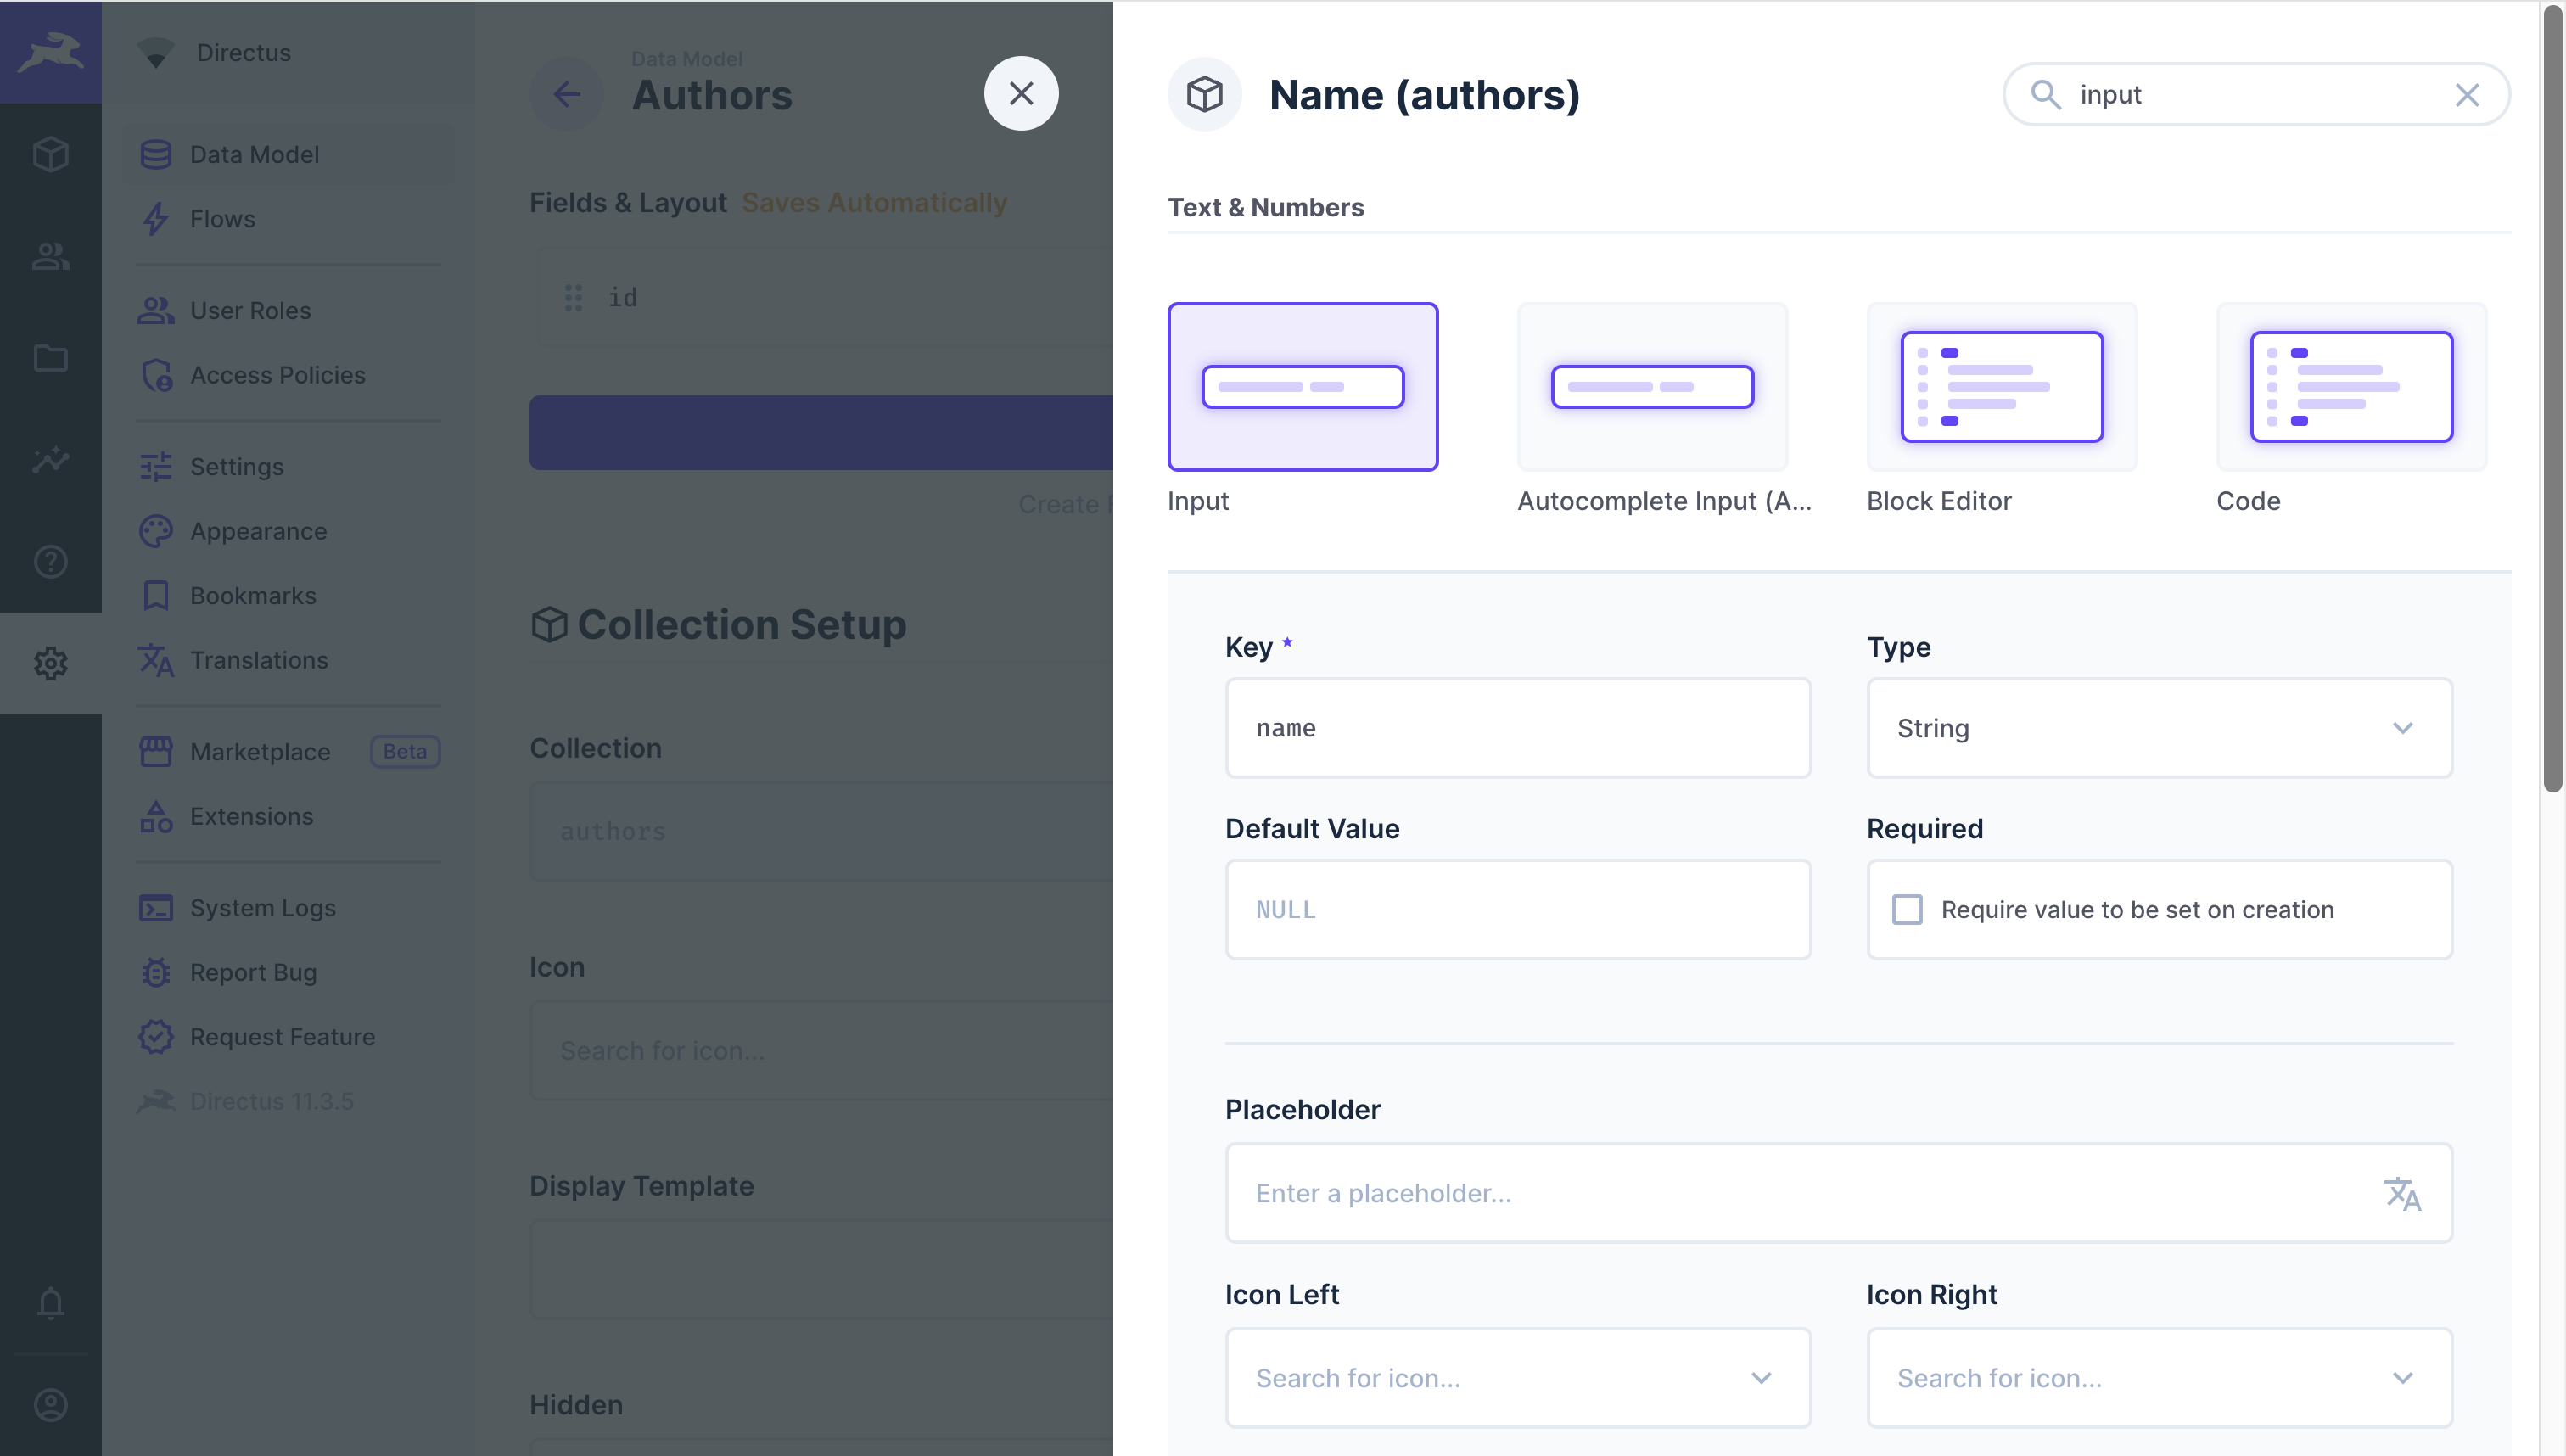 Directus
Data Model
Flows
User Roles
Access Policies
Settings
Appearance
Bookmarks
Translations
Marketplace
Beta
Extensions
System Logs
Report Bug
Request Feature
Directus 11.3.5
Data Model
Authors
Fields & Layout Saves Automatically
id
Create
Collection Setup
Collection
authors
Icon
Search for icon...
Display Template
Hidden
Name (authors)
input
Text & Numbers
Input
Autocomplete Input (A...
Block Editor
Code
Key *
name
Type
String
Default Value
NULL
Required
Require value to be set on creation
Placeholder
Enter a placeholder...
Icon Left
Search for icon...
Icon Right
Search for icon...